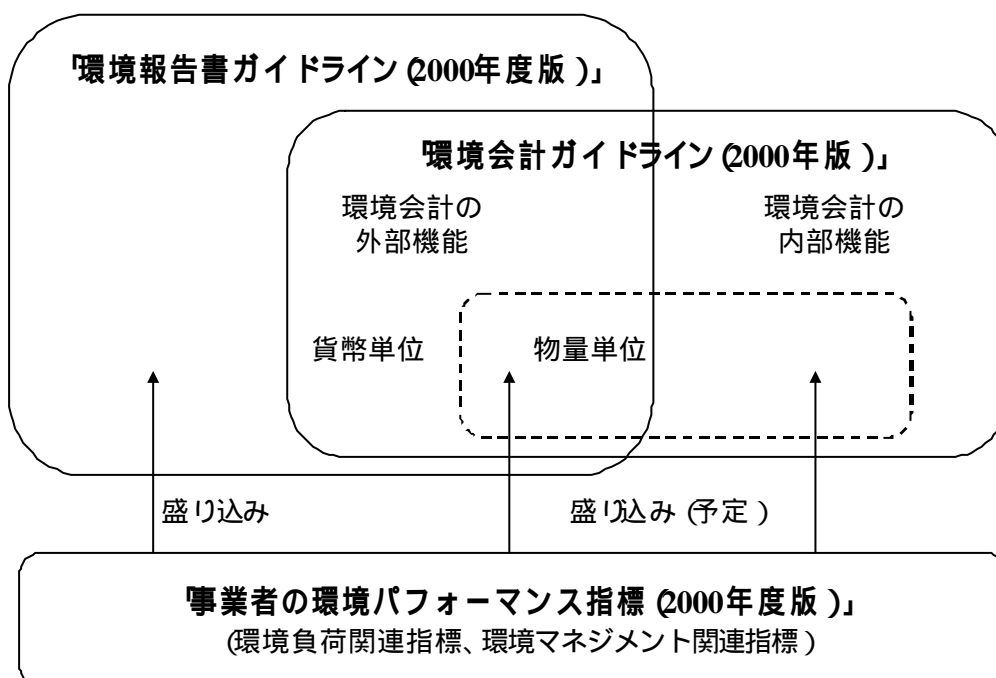 「環境報告書ガイドライン(2000年度版)」
「環境会計ガイドライン(2000年版)」
環境会計の
外部機能
環境会計の
内部機能
貨幣単位
物量単位
盛り込み
盛り込み(予定)
「事業者の環境パフォーマンス指標(2000年度版)」
(環境負荷関連指標、環境マネジメント関連指標)